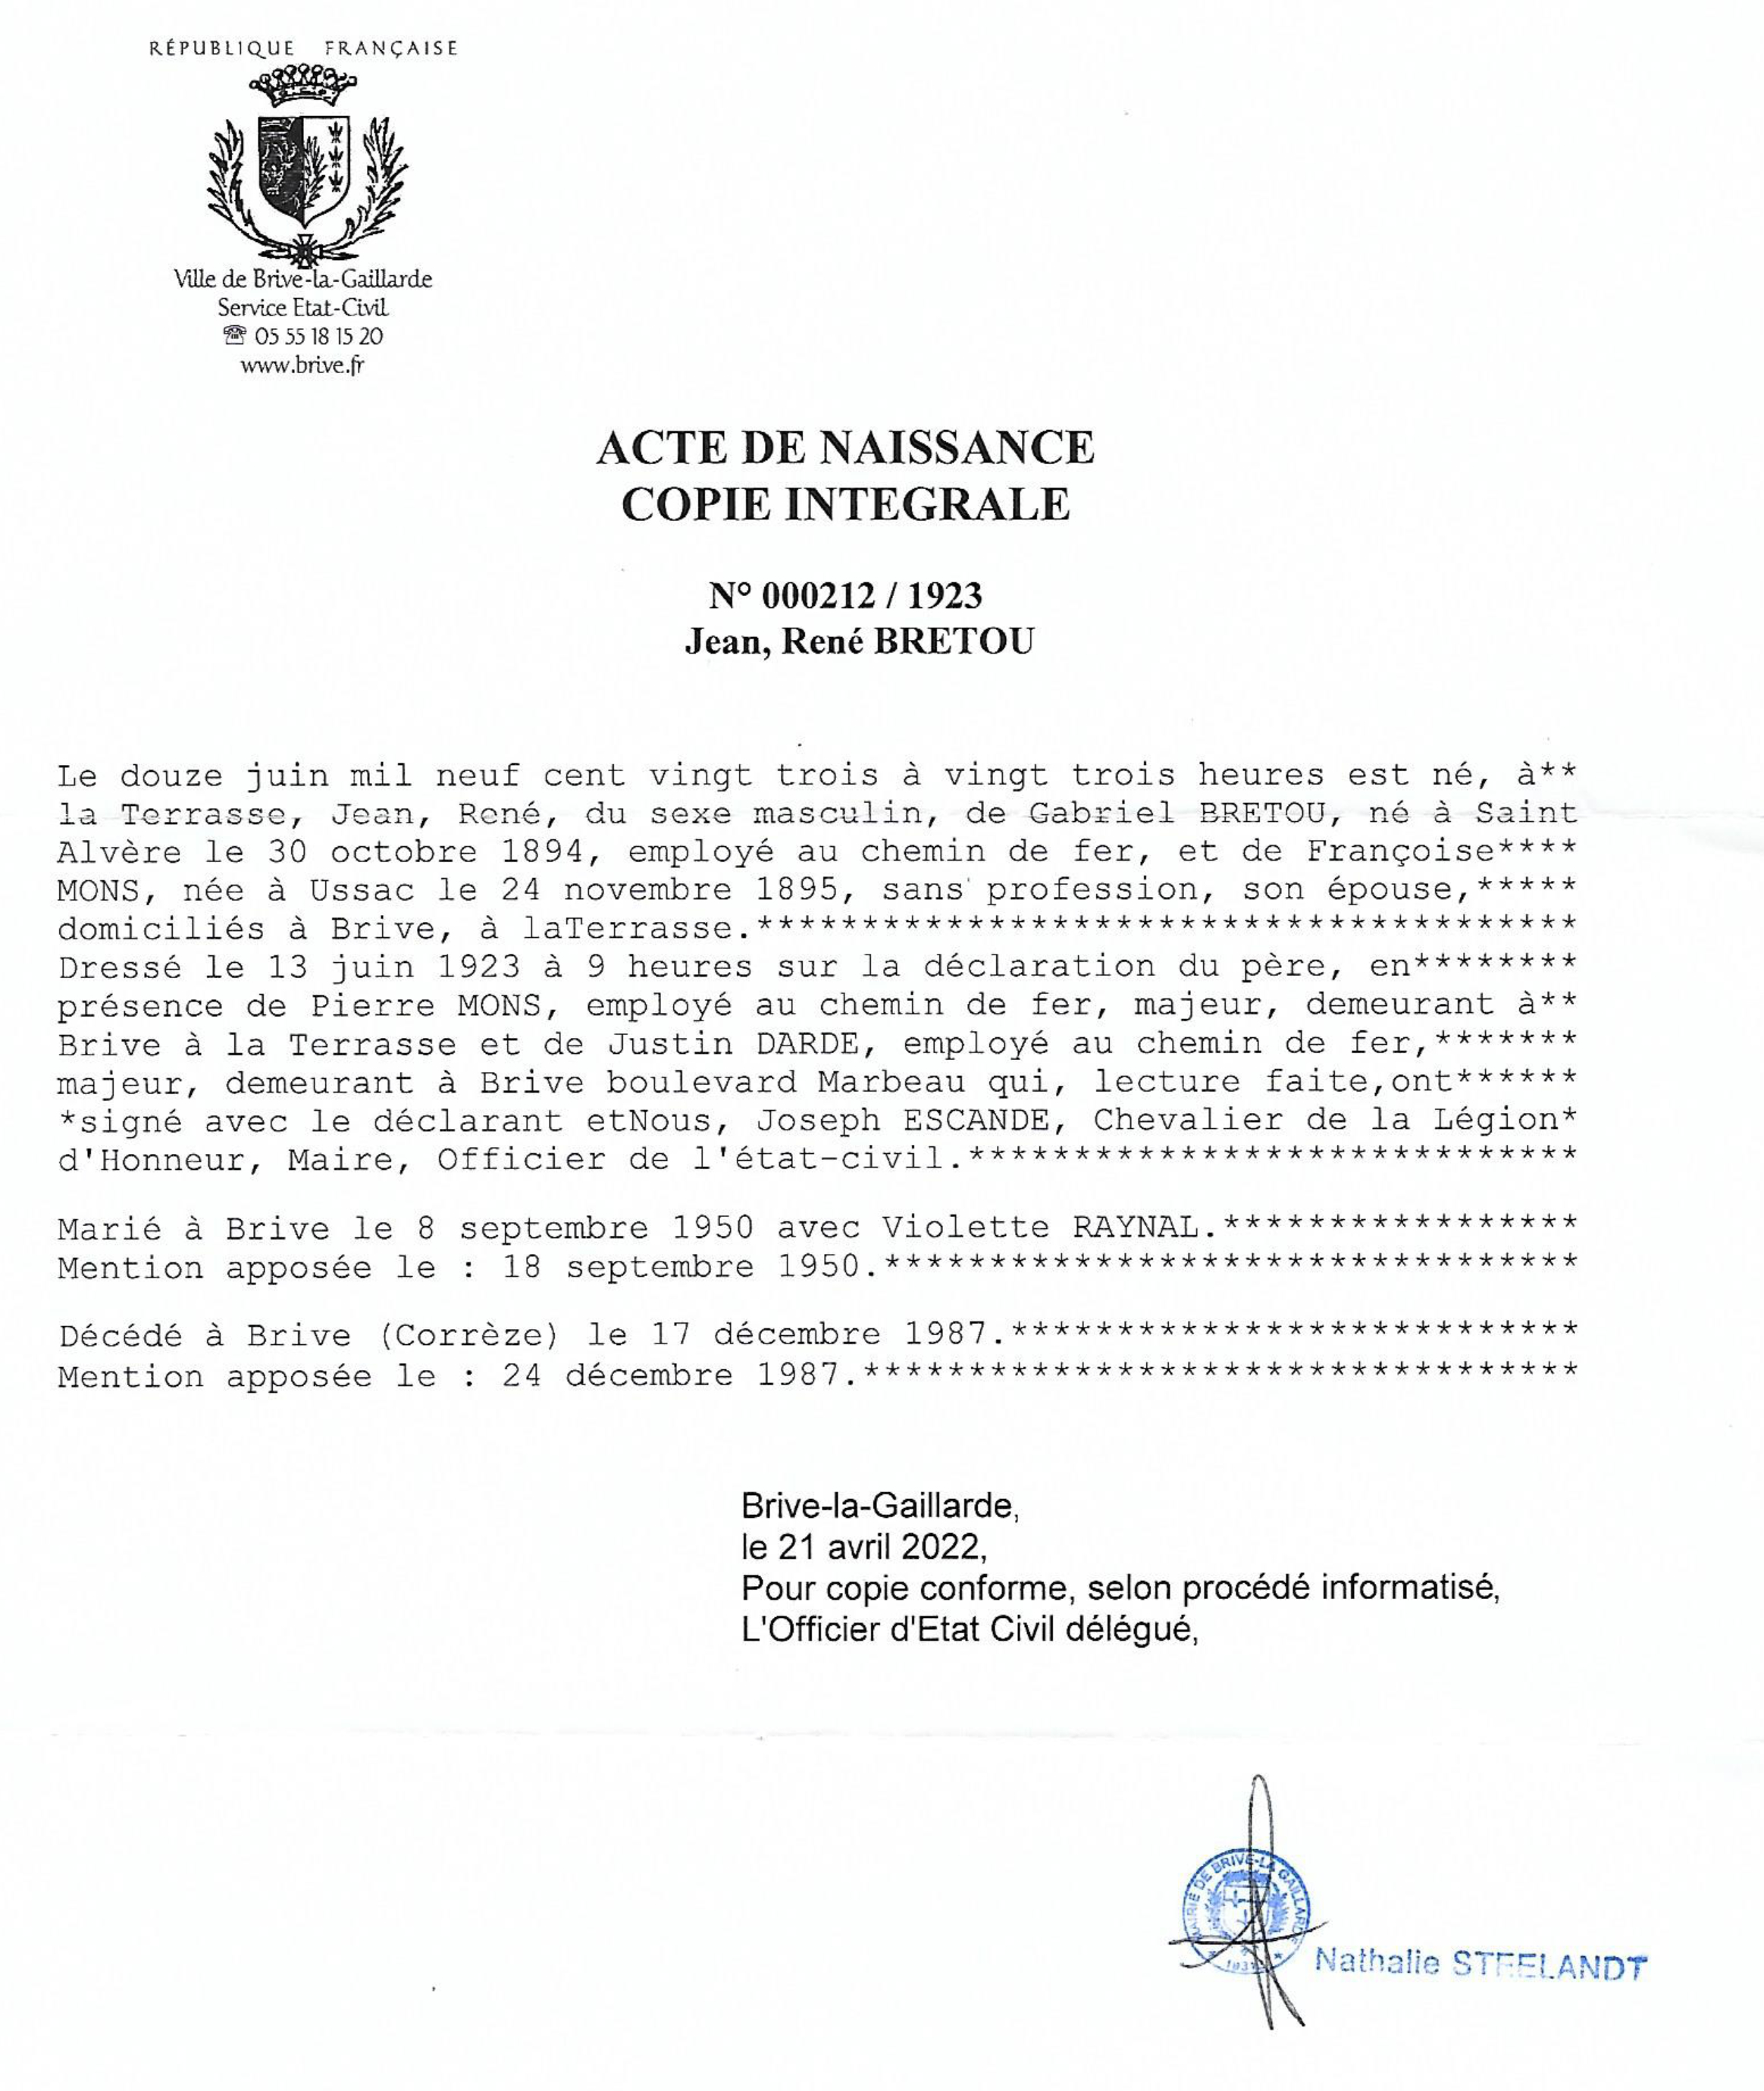 RÉPUBLIQUE FRANÇAISE
Ville de Brive-la-Gaillarde
Service Etat-Civil
☎ 05 55 18 15 20
www.brive.fr
ACTE DE NAISSANCE
COPIE INTEGRALE
N° 000212 / 1923
Jean, René BRETOU
Le douze juin mil neuf cent vingt trois à vingt trois heures est né, à**
la Terrasse, Jean, René, du sexe masculin, de Gabriel BRETOU, né à Saint
Alvère le 30 octobre 1894, employé au chemin de fer, et de Françoise****
MONS, née à Ussac le 24 novembre 1895, sans profession, son épouse,*****
domiciliés à Brive, à laTerrasse.***************************************
Dressé le 13 juin 1923 à 9 heures sur la déclaration du père, en********
présence de Pierre MONS, employé au chemin de fer, majeur, demeurant à**
Brive à la Terrasse et de Justin DARDE, employé au chemin de fer,*******
majeur, demeurant à Brive boulevard Marbeau qui, lecture faite,ont******
*signé avec le déclarant etNous, Joseph ESCANDE, Chevalier de la Légion*
d'Honneur, Maire, Officier de l'état-civil.*****************************
Marié à Brive le 8 septembre 1950 avec Violette RAYNAL.*****************
Mention apposée le : 18 septembre 1950.*********************************
Décédé à Brive (Corrèze) le 17 décembre 1987.***************************
Mention apposée le : 24 décembre 1987.**********************************
Brive-la-Gaillarde,
le 21 avril 2022,
Pour copie conforme, selon procédé informatisé,
L'Officier d'Etat Civil délégué,
MAIRIE DE BRIVE-LA GAILLARDE
Nathalie STEELANDT